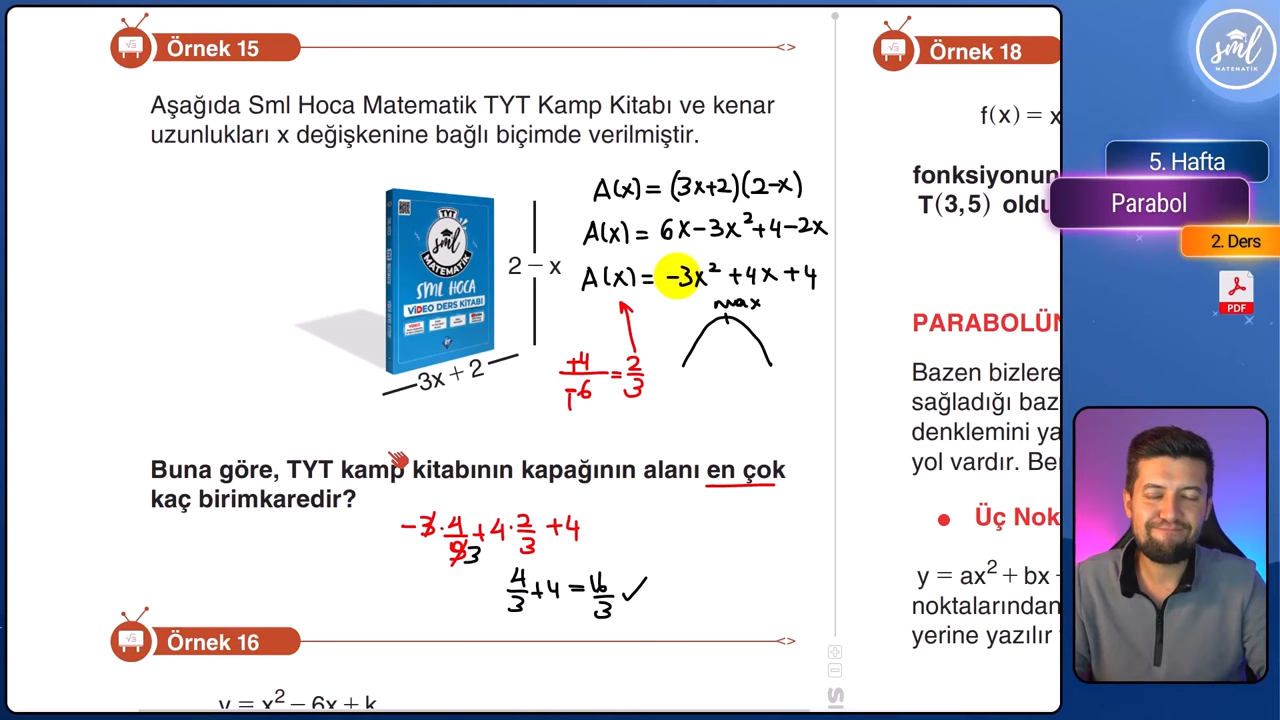 Örnek 15
Aşağıda Sml Hoca Matematik TYT Kamp Kitabı ve kenar
uzunlukları x değişkenine bağlı biçimde verilmiştir.
TYT
sml
MATEMATİK
SML HOCA
VİDEO DERS KİTABI
2 − x
3x + 2
A(x) = (3x+2)(2−x)
A(x) = 6x−3x²+4−2x
A(x) = −3x²+4x+4
max
+4/+6 = 2/3
Buna göre, TYT kamp kitabının kapağının alanı en çok
kaç birimkaredir?
−3·4/9 3+4·2/3+4
4/3+4=16/3 ✓
Örnek 16
y = x² − 6x + k
Örnek 18
f(x) = x
fonksiyonun
T(3,5) oldu
PARABOLÜN
Bazen bizlere
sağladığı baz
denklemini ya
yol vardır. Ber
● Üç Nok
y = ax² + bx
noktalarından
yerine yazılır
sml
MATEMATİK
5. Hafta
Parabol
2. Ders
PDF